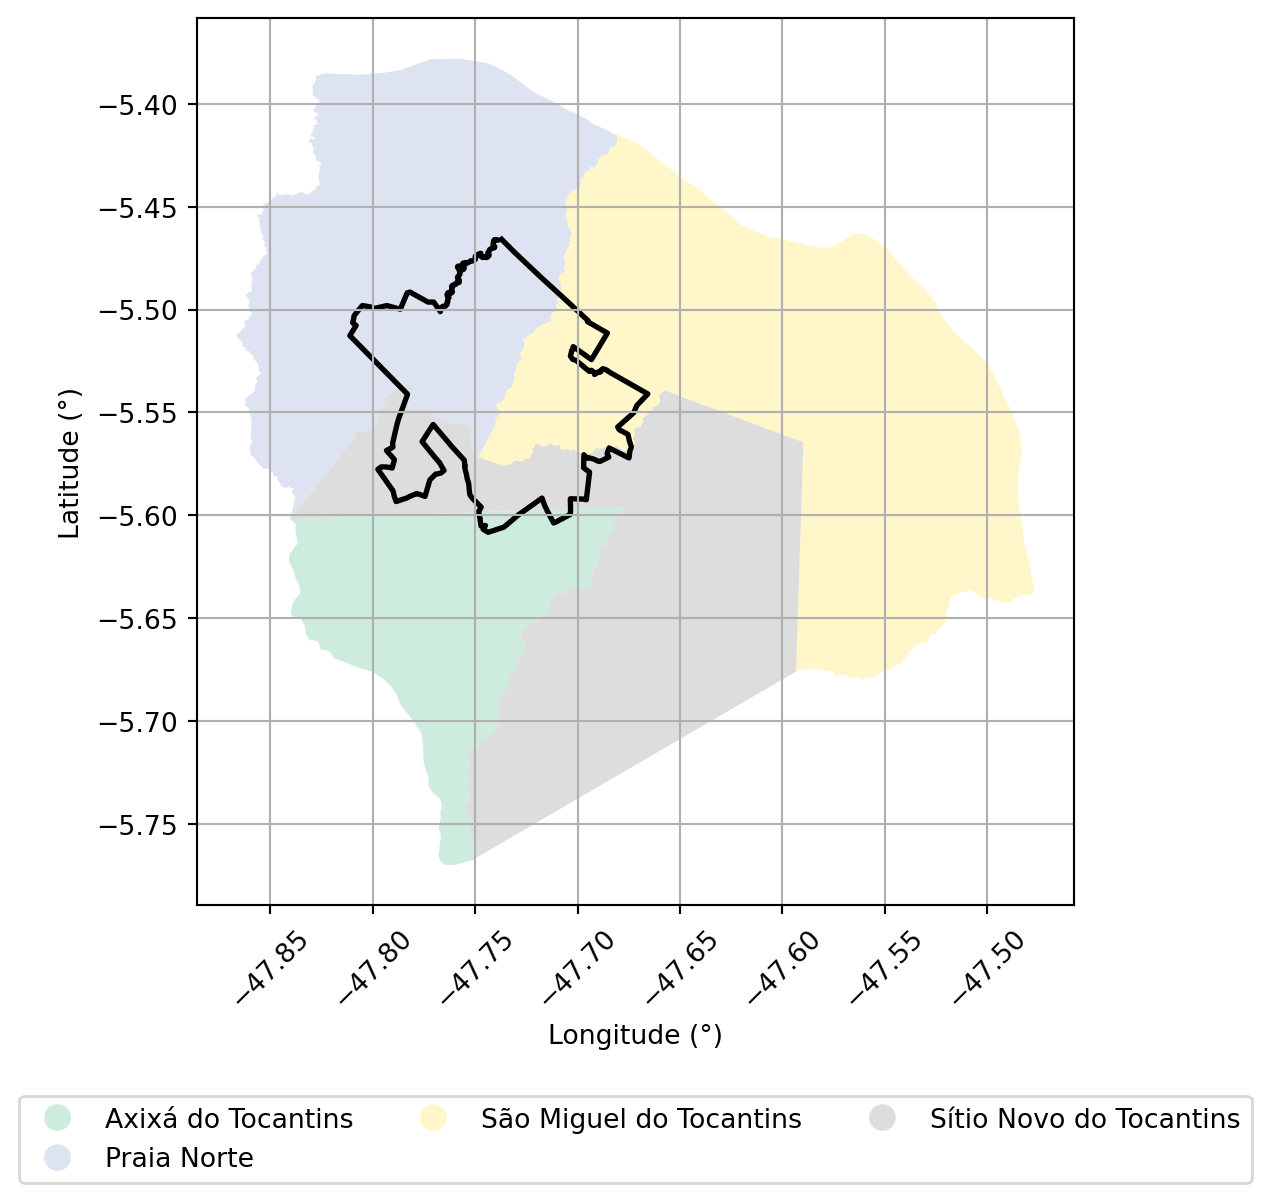 −5.40
−5.45
−5.50
−5.55
−5.60
−5.65
−5.70
−5.75
Latitude (°)
−47.85
−47.80
−47.75
−47.70
−47.65
−47.60
−47.55
−47.50
Longitude (°)
Axixá do Tocantins
Praia Norte
São Miguel do Tocantins
Sítio Novo do Tocantins